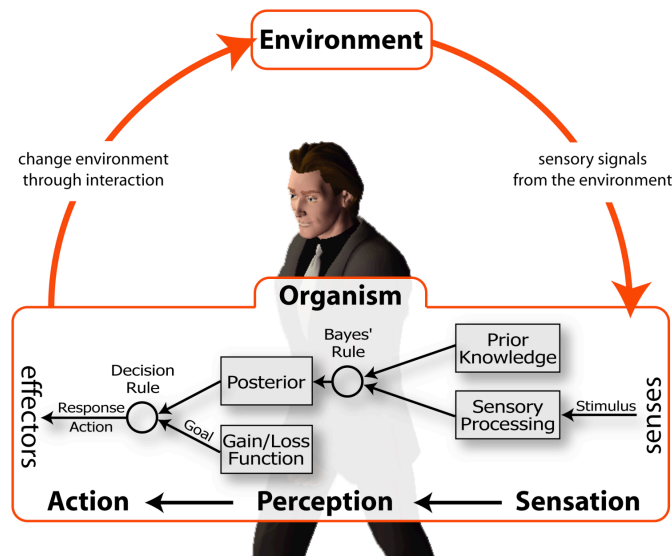 Environment
change environment
through interaction
sensory signals
from the environment
Organism
effectors
Response
Action
Decision
Rule
Posterior
Goal
Gain/Loss
Function
Bayes'
Rule
Prior
Knowledge
Sensory
Processing
Stimulus
senses
Action
Perception
Sensation